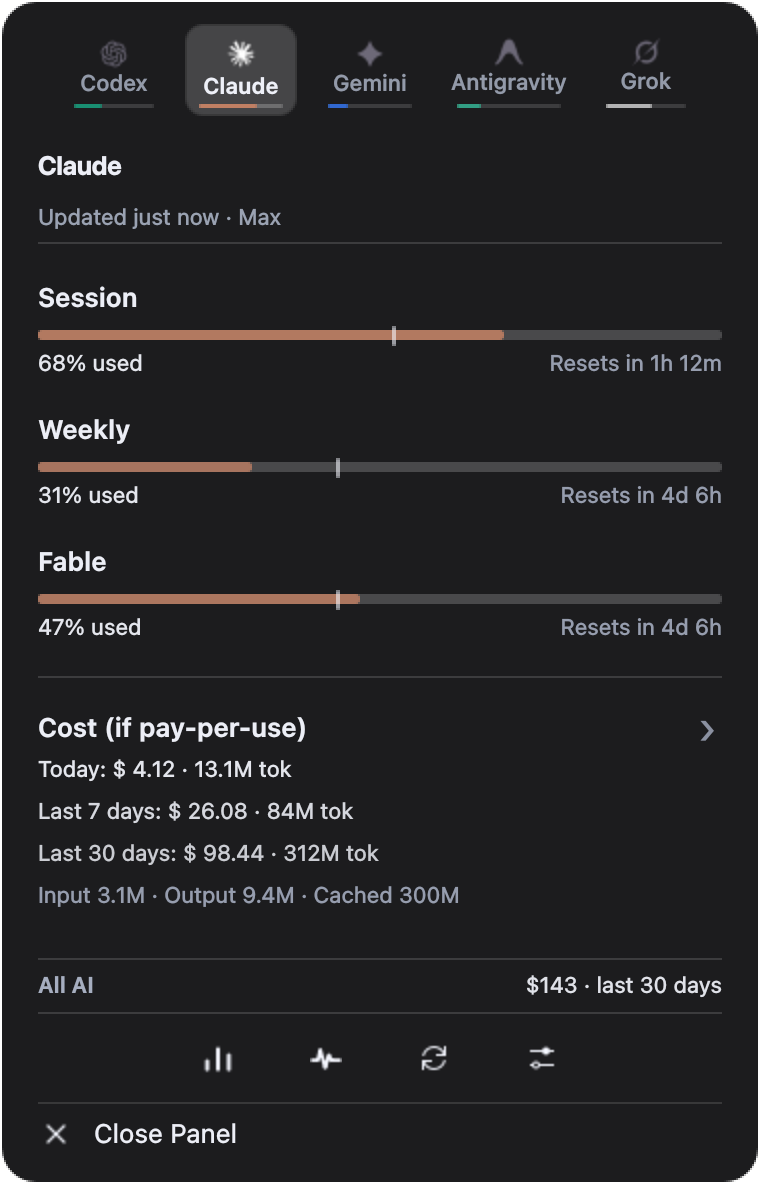 Codex Claude Gemini Antigravity Grok
Claude
Updated just now · Max
Session
68% used Resets in 1h 12m
Weekly
31% used Resets in 4d 6h
Fable
47% used Resets in 4d 6h
Cost (if pay-per-use)
Today: $ 4.12 · 13.1M tok
Last 7 days: $ 26.08 · 84M tok
Last 30 days: $ 98.44 · 312M tok
Input 3.1M · Output 9.4M · Cached 300M
All AI $143 · last 30 days
Close Panel